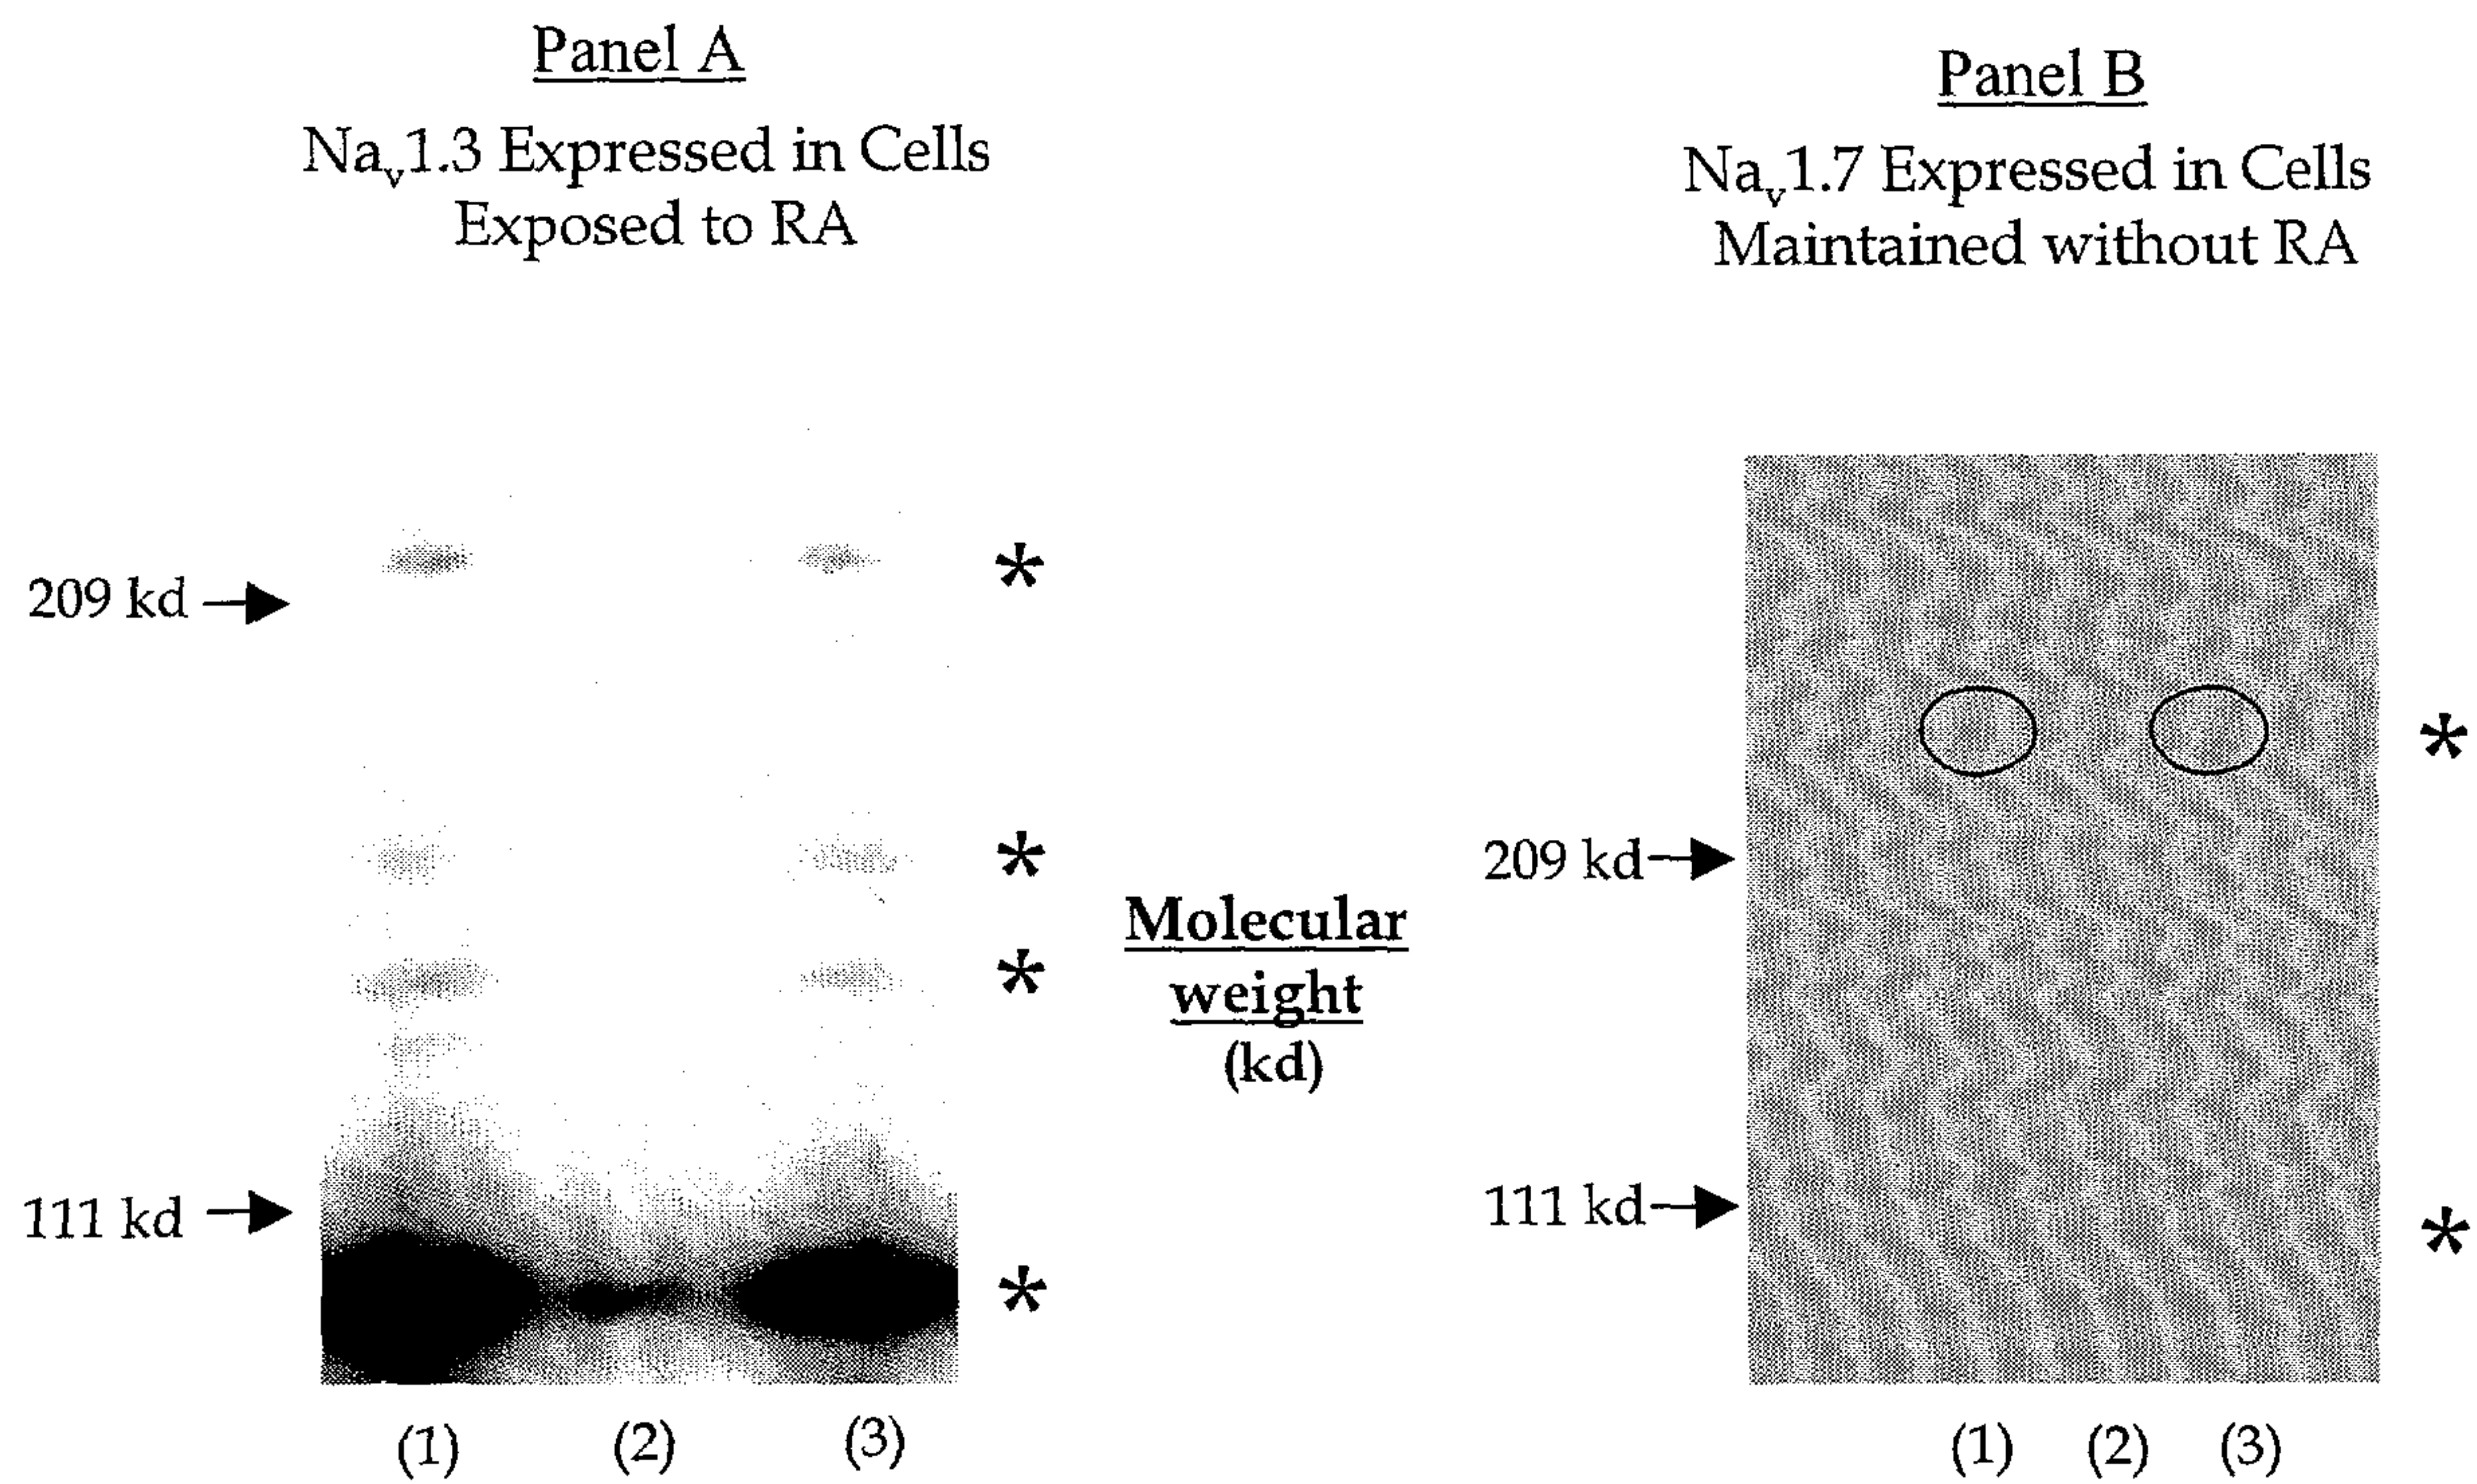 Panel A
Naᵥ1.3 Expressed in Cells
Exposed to RA
209 kd
*
*
*
111 kd
*
(1) (2) (3)
Molecular
weight
(kd)
Panel B
Naᵥ1.7 Expressed in Cells
Maintained without RA
*
209 kd
111 kd
*
(1) (2) (3)